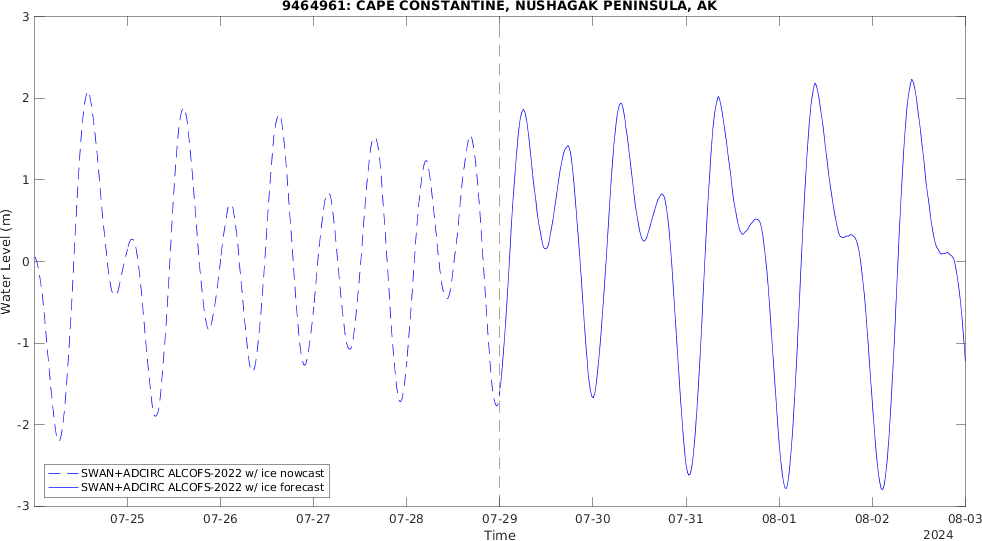 9464961: CAPE CONSTANTINE, NUSHAGAK PENINSULA, AK
3
2
1
0
-1
-2
-3
Water Level (m)
SWAN+ADCIRC ALCOFS-2022 w/ ice nowcast
SWAN+ADCIRC ALCOFS-2022 w/ ice forecast
07-25 07-26 07-27 07-28 07-29 07-30 07-31 08-01 08-02 08-03
Time
2024